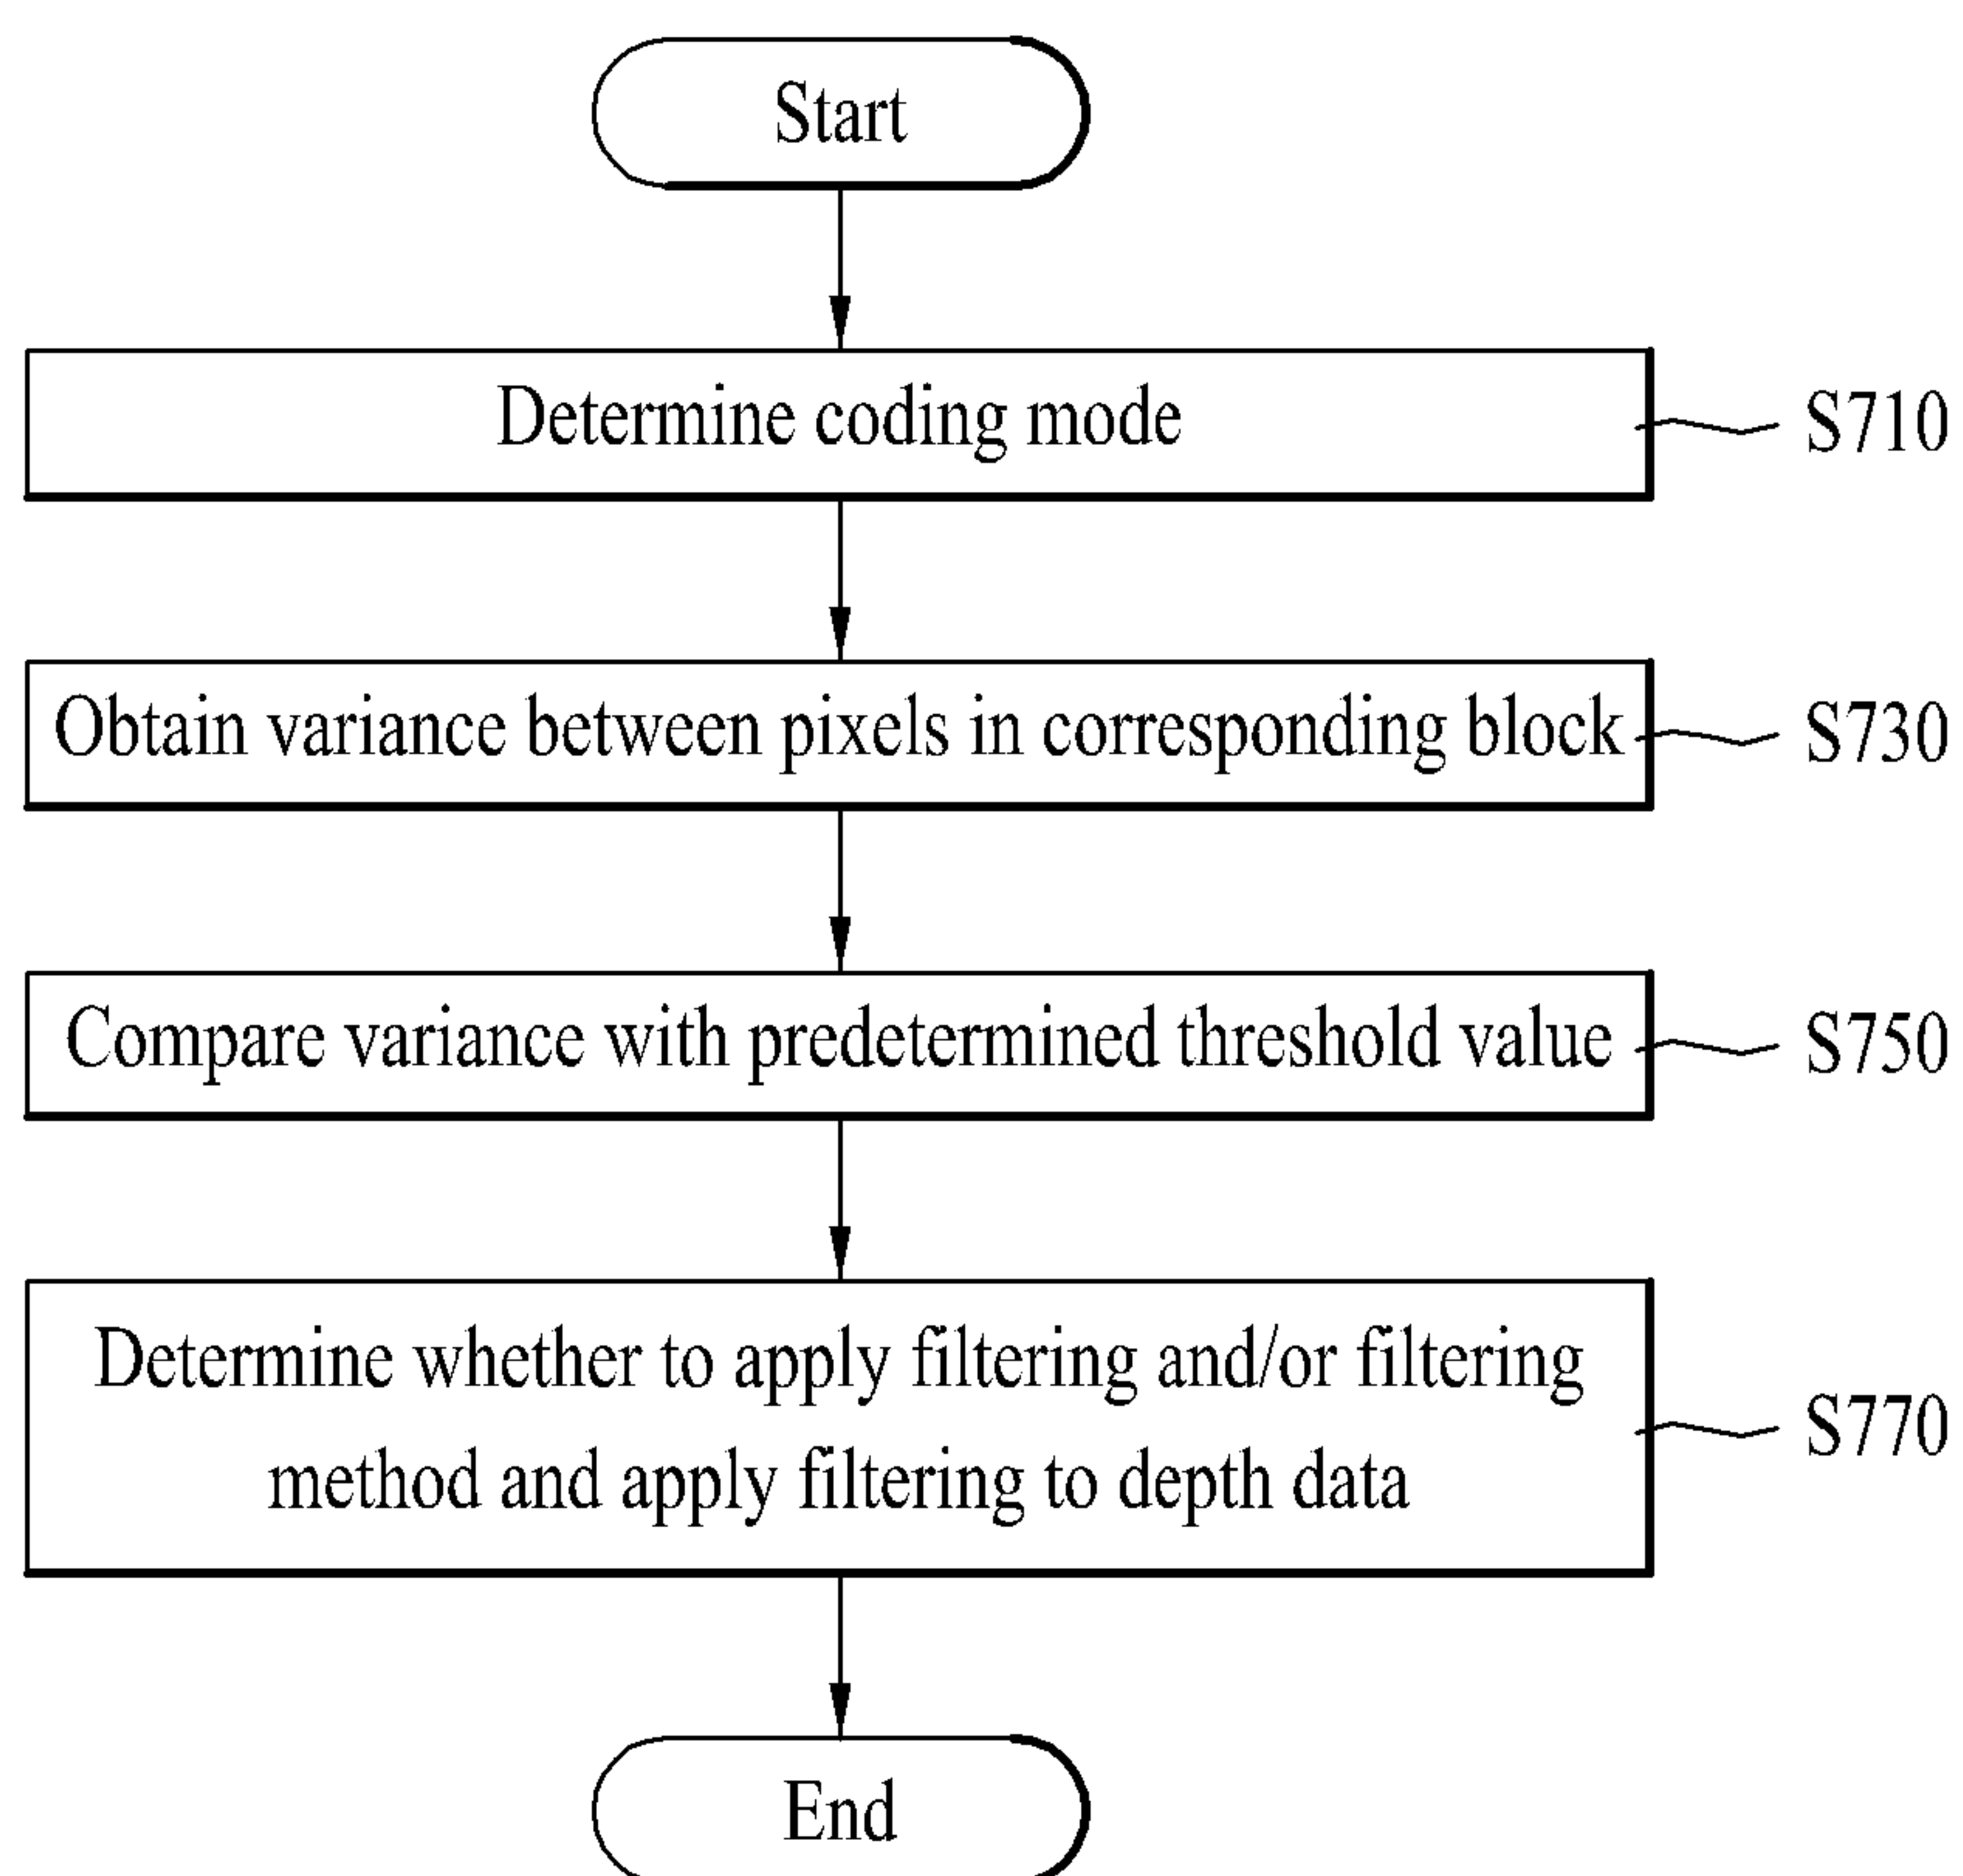 Start
Determine coding mode
S710
Obtain variance between pixels in corresponding block
S730
Compare variance with predetermined threshold value
S750
Determine whether to apply filtering and/or filtering
method and apply filtering to depth data
S770
End